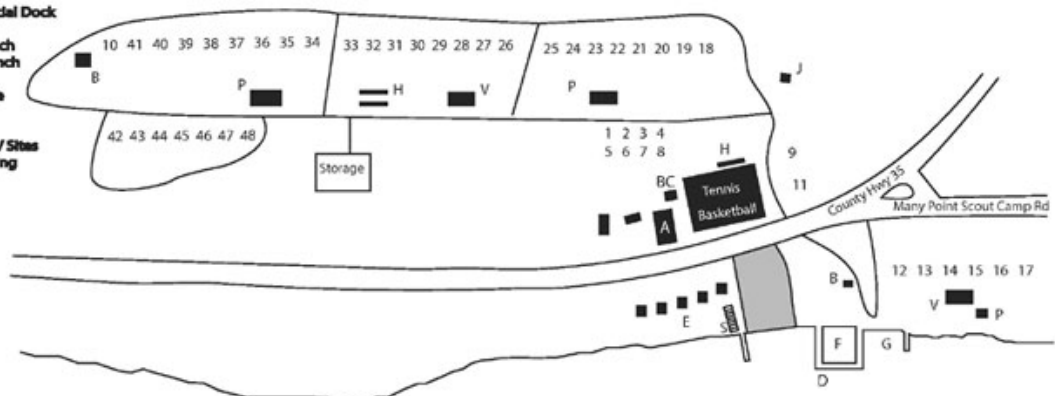 dal Dock
10 41 40 39 38 37 36 35 34
33 32 31 30 29 28 27 26
25 24 23 22 21 20 19 18
B
P
H
V
P
J
42 43 44 45 46 47 48
Storage
1 2 3 4
5 6 7 8
H
9
BC
11
Tennis
Basketball
A
County Hwy 35
Many Point Scout Camp Rd
Sites
12 13 14 15 16 17
B
V
P
E
S
F
G
D